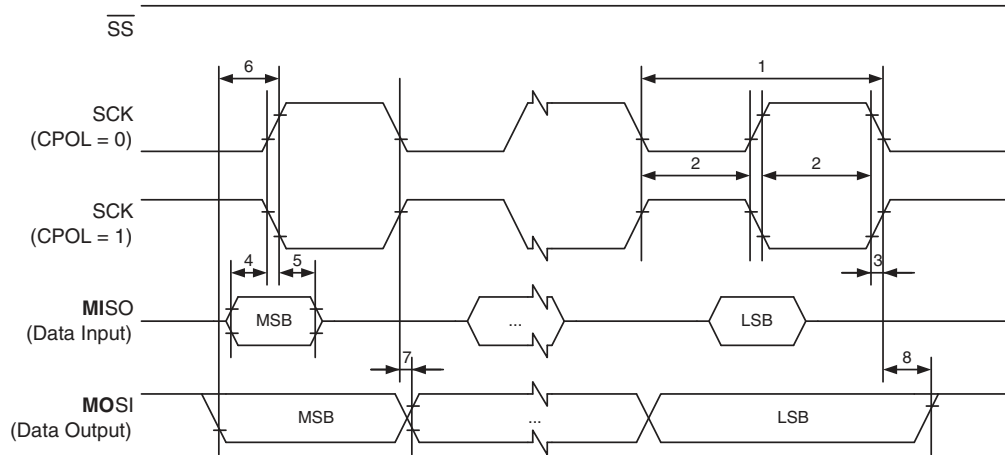 SS
6
1
SCK
(CPOL = 0)
2
2
SCK
(CPOL = 1)
4
5
3
MISO
(Data Input)
MSB
...
LSB
7
8
MOSI
(Data Output)
MSB
...
LSB